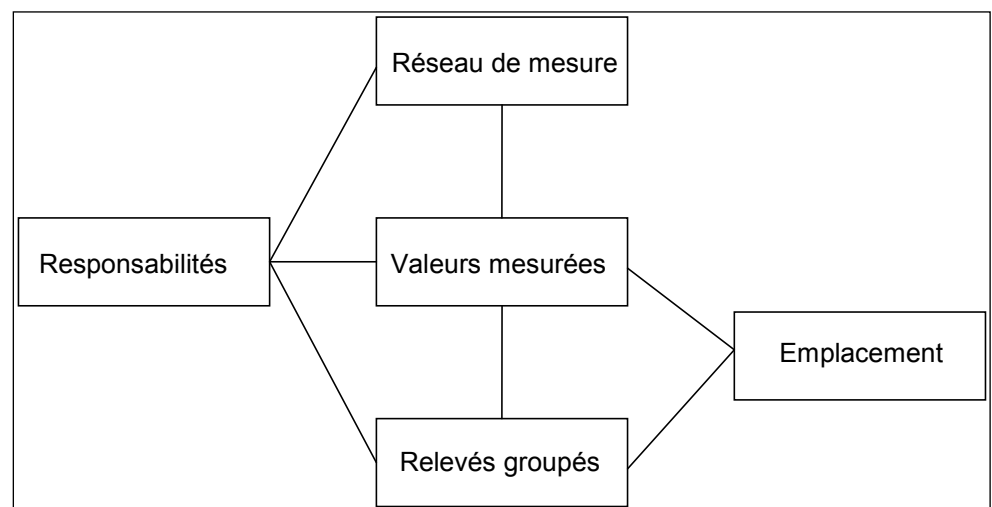 Réseau de mesure
Responsabilités
Valeurs mesurées
Emplacement
Relevés groupés